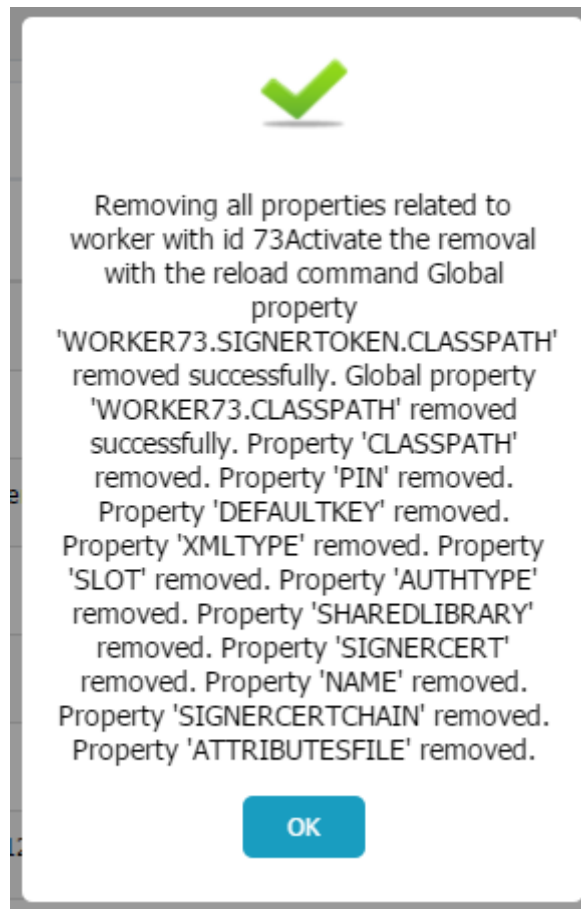 Removing all properties related to
worker with id 73Activate the removal
with the reload command Global
property
'WORKER73.SIGNERTOKEN.CLASSPATH'
removed successfully. Global property
'WORKER73.CLASSPATH' removed
successfully. Property 'CLASSPATH'
removed. Property 'PIN' removed.
Property 'DEFAULTKEY' removed.
Property 'XMLTYPE' removed. Property
'SLOT' removed. Property 'AUTHTYPE'
removed. Property 'SHAREDLIBRARY'
removed. Property 'SIGNERCERT'
removed. Property 'NAME' removed.
Property 'SIGNERCERTCHAIN' removed.
Property 'ATTRIBUTESFILE' removed.
OK